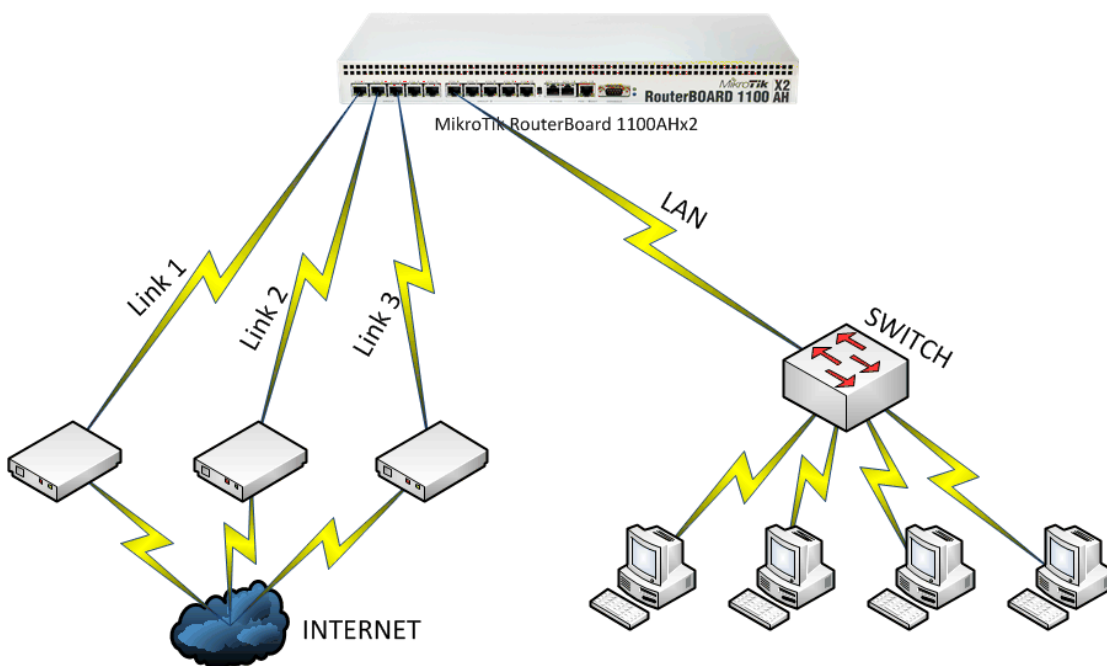 MikroTik X2
RouterBOARD 1100 AH
MikroTik RouterBoard 1100AHx2
LAN
Link 1
Link 2
Link 3
SWITCH
INTERNET